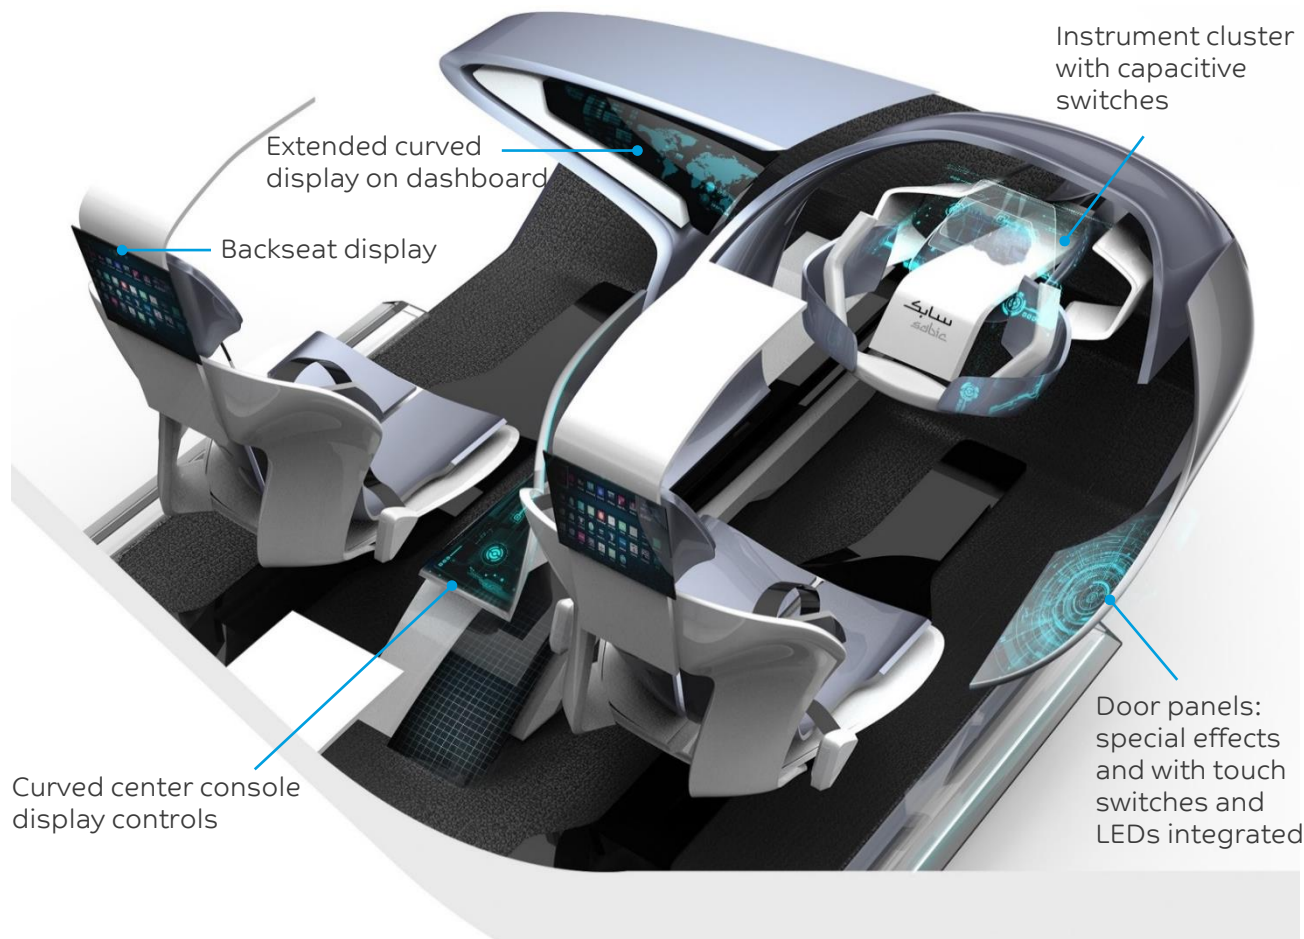 Instrument cluster
with capacitive
switches
Extended curved
display on dashboard
Backseat display
سابك
sabic
Curved center console
display controls
Door panels:
special effects
and with touch
switches and
LEDs integrated